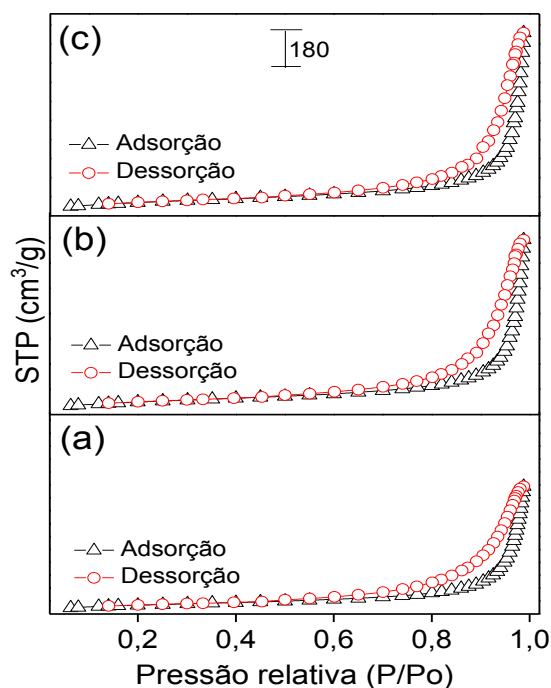 (c)
180
Adsorção
Dessorção
(b)
Adsorção
Dessorção
(a)
Adsorção
Dessorção
STP (cm³/g)
0,2 0,4 0,6 0,8 1,0
Pressão relativa (P/Po)